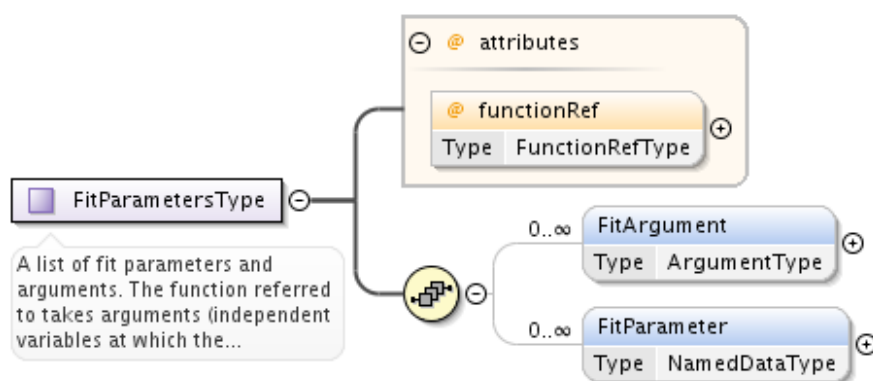 @ attributes
@ functionRef
Type FunctionRefType
FitParametersType
A list of fit parameters and
arguments. The function referred
to takes arguments (independent
variables at which the...
0..∞ FitArgument
Type ArgumentType
0..∞ FitParameter
Type NamedDataType